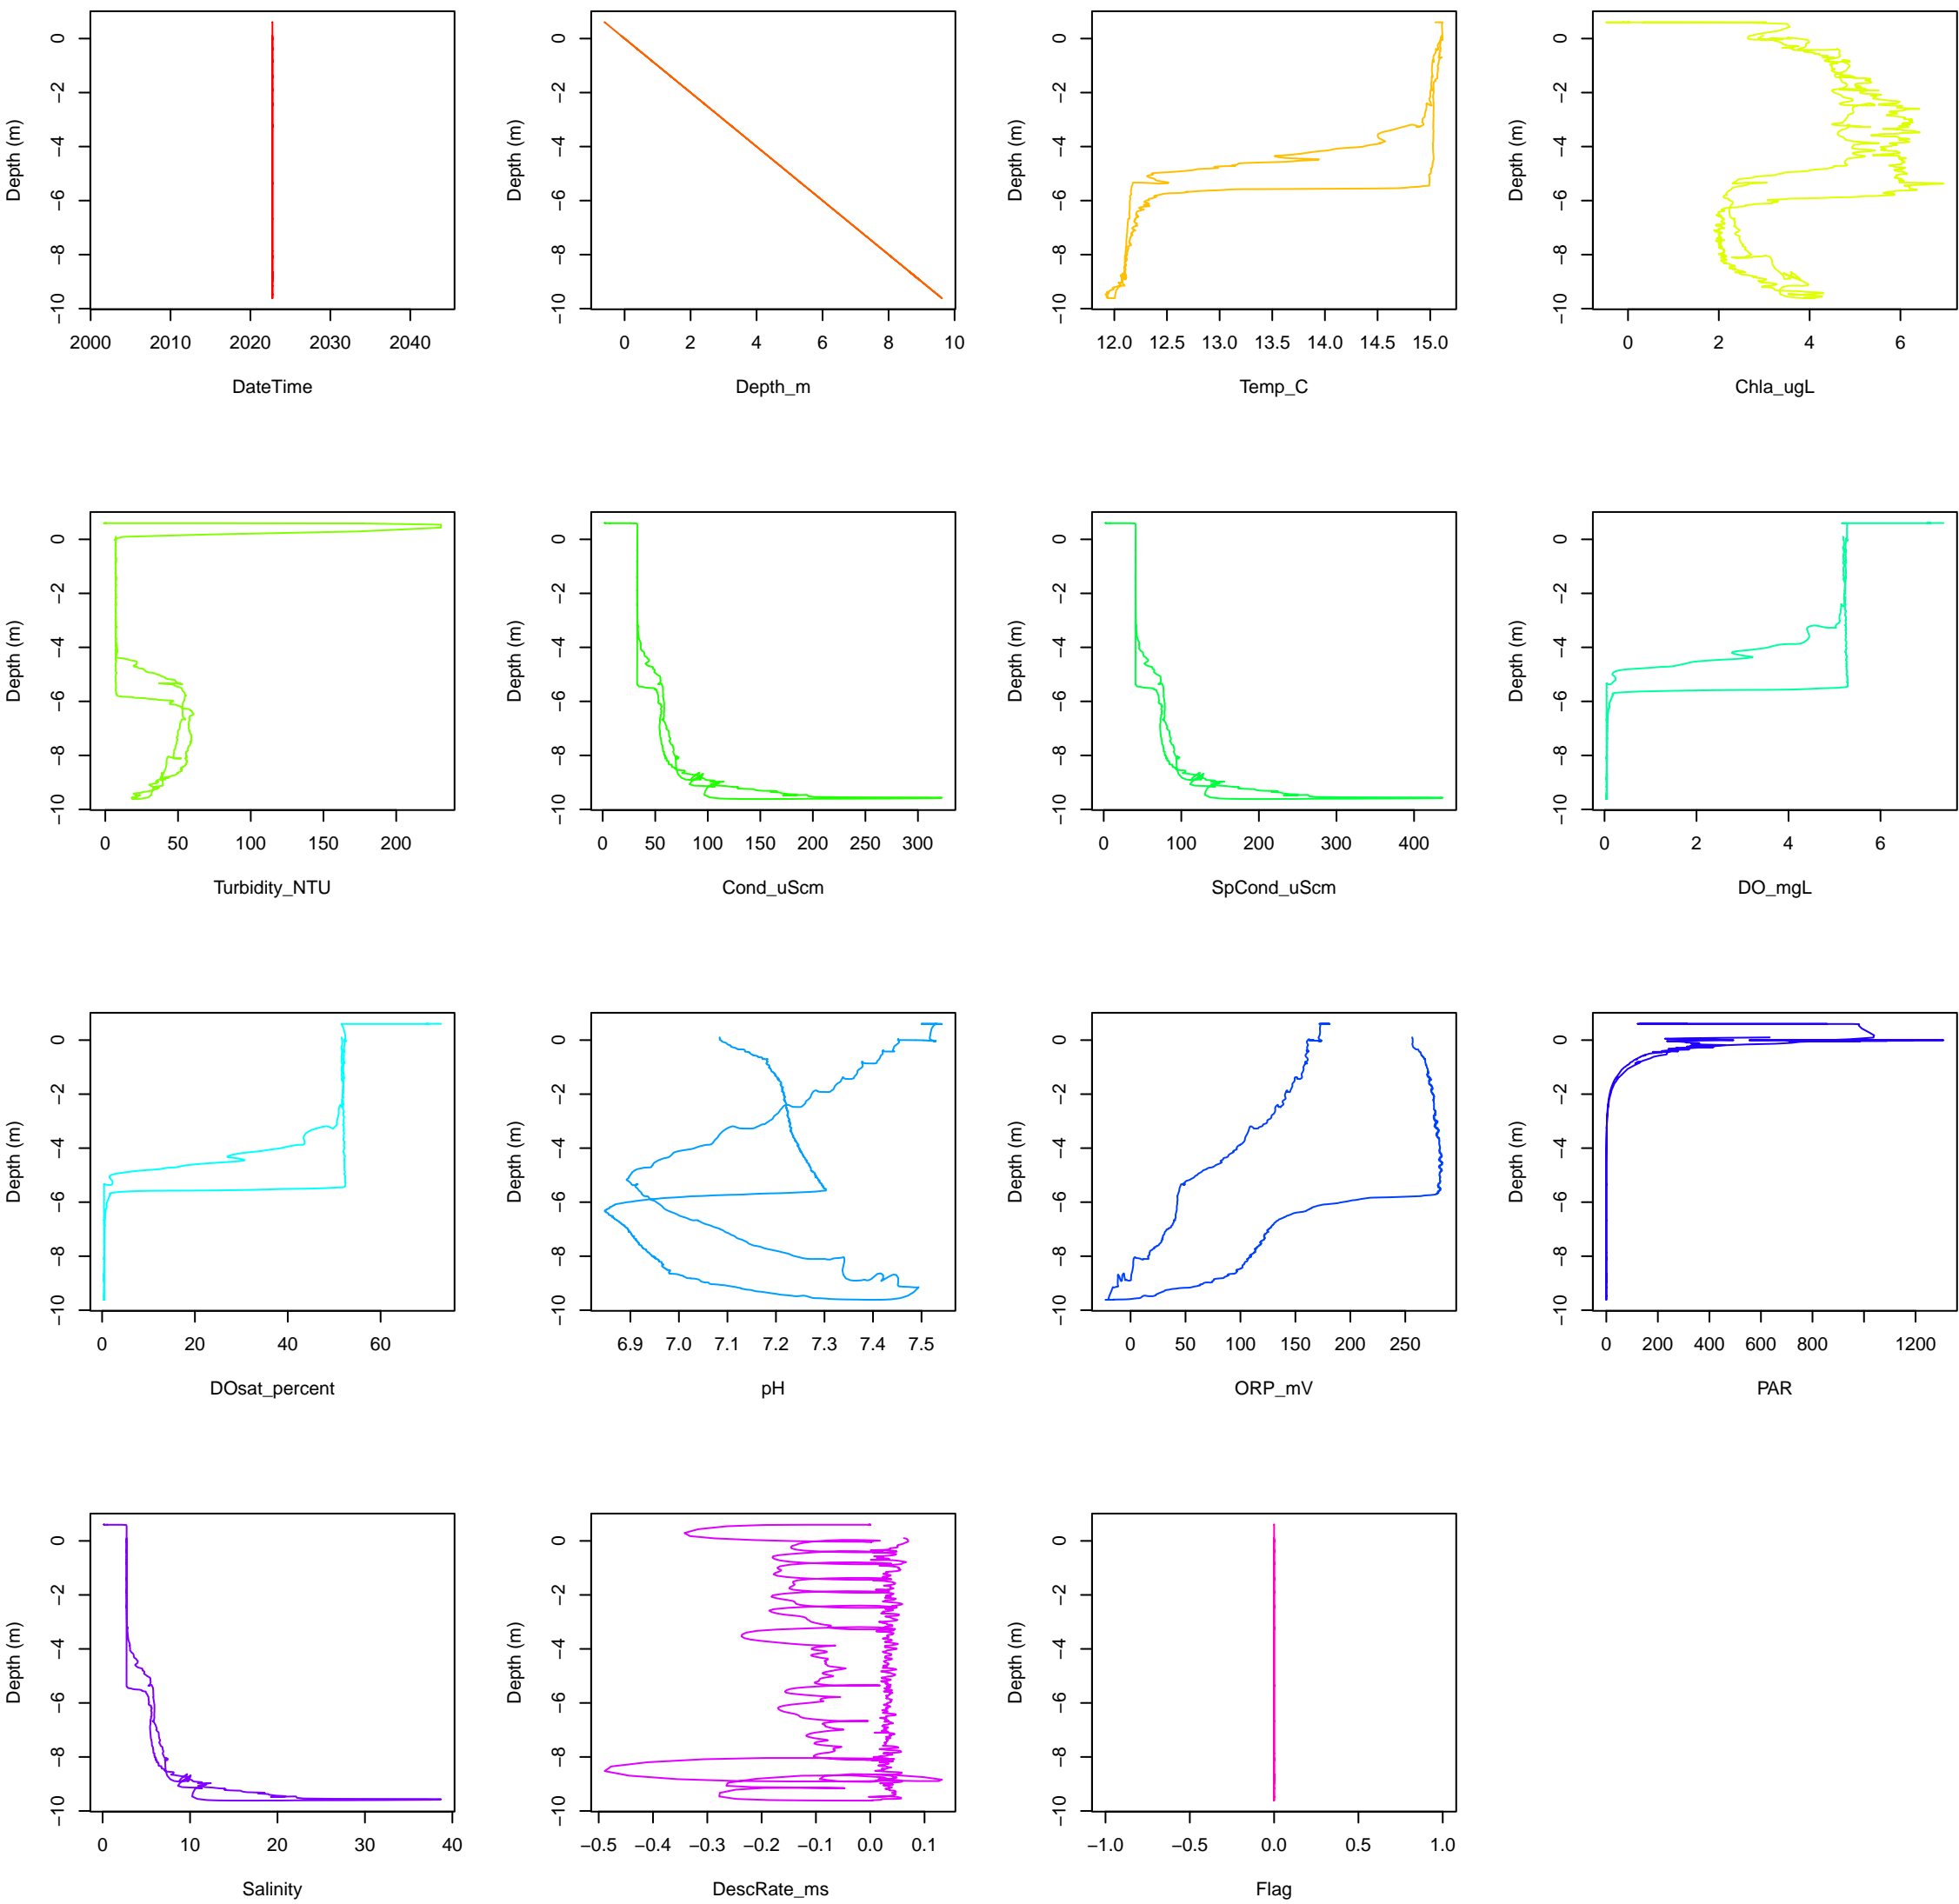 Depth (m)
0
−2
−4
−6
−8
−10
2000 2010 2020 2030 2040
DateTime
Depth (m)
0
−2
−4
−6
−8
−10
0 2 4 6 8 10
Depth_m
Depth (m)
0
−2
−4
−6
−8
−10
12.0 12.5 13.0 13.5 14.0 14.5 15.0
Temp_C
Depth (m)
0
−2
−4
−6
−8
−10
0 2 4 6
Chla_ugL
Depth (m)
0
−2
−4
−6
−8
−10
0 50 100 150 200
Turbidity_NTU
Depth (m)
0
−2
−4
−6
−8
−10
0 50 100 150 200 250 300
Cond_uScm
Depth (m)
0
−2
−4
−6
−8
−10
0 100 200 300 400
SpCond_uScm
Depth (m)
0
−2
−4
−6
−8
−10
0 2 4 6
DO_mgL
Depth (m)
0
−2
−4
−6
−8
−10
0 20 40 60
DOsat_percent
Depth (m)
0
−2
−4
−6
−8
−10
6.9 7.0 7.1 7.2 7.3 7.4 7.5
pH
Depth (m)
0
−2
−4
−6
−8
−10
0 50 100 150 200 250
ORP_mV
Depth (m)
0
−2
−4
−6
−8
−10
0 200 400 600 800 1200
PAR
Depth (m)
0
−2
−4
−6
−8
−10
0 10 20 30 40
Salinity
Depth (m)
0
−2
−4
−6
−8
−10
−0.5 −0.4 −0.3 −0.2 −0.1 0.0 0.1
DescRate_ms
Depth (m)
0
−2
−4
−6
−8
−10
−1.0 −0.5 0.0 0.5 1.0
Flag